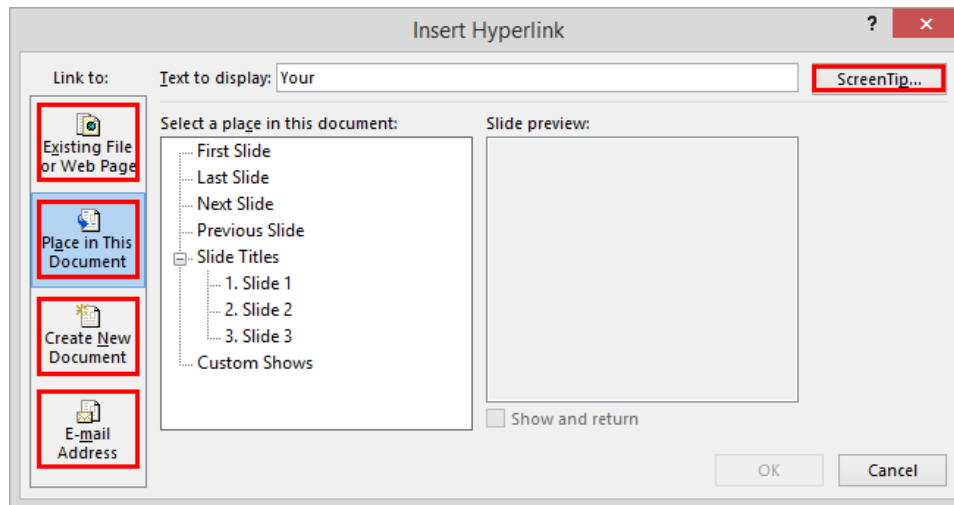 Insert Hyperlink
?
Link to:
Text to display: Your
ScreenTip...
Existing File
or Web Page
Place in This
Document
Create New
Document
E-mail
Address
Select a place in this document:
First Slide
Last Slide
Next Slide
Previous Slide
Slide Titles
1. Slide 1
2. Slide 2
3. Slide 3
Custom Shows
Slide preview:
Show and return
OK
Cancel